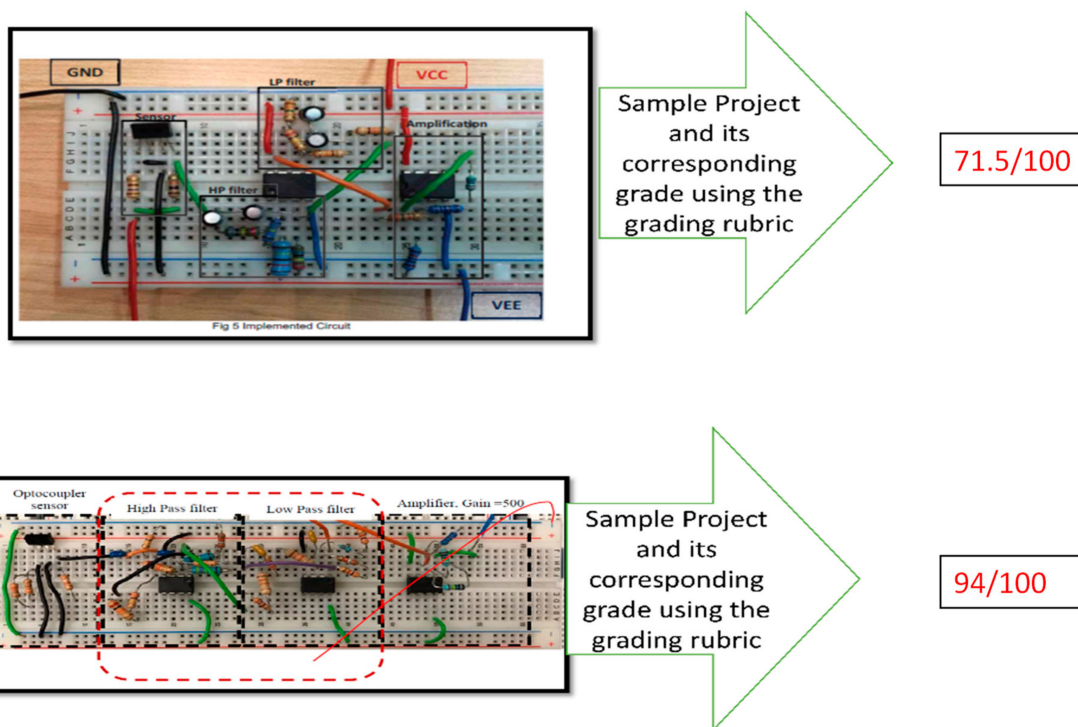 GND
VCC
LP filter
Sensor
Amplification
HP filter
VEE
Fig 5 Implemented Circuit
Sample Project
and its
corresponding
grade using the
grading rubric
71.5/100
Optocoupler
sensor
High Pass filter
Low Pass filter
Amplifier, Gain =500
Sample Project
and its
corresponding
grade using the
grading rubric
94/100